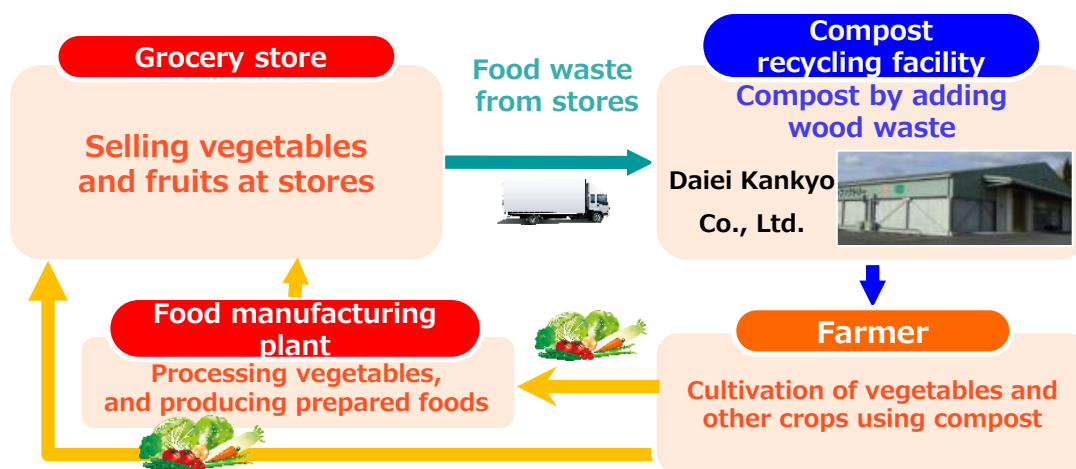 Grocery store
Selling vegetables
and fruits at stores
Food waste
from stores
Compost
recycling facility
Compost by adding
wood waste
Daiei Kankyo
Co., Ltd.
Food manufacturing
plant
Processing vegetables,
and producing prepared foods
Farmer
Cultivation of vegetables and
other crops using compost